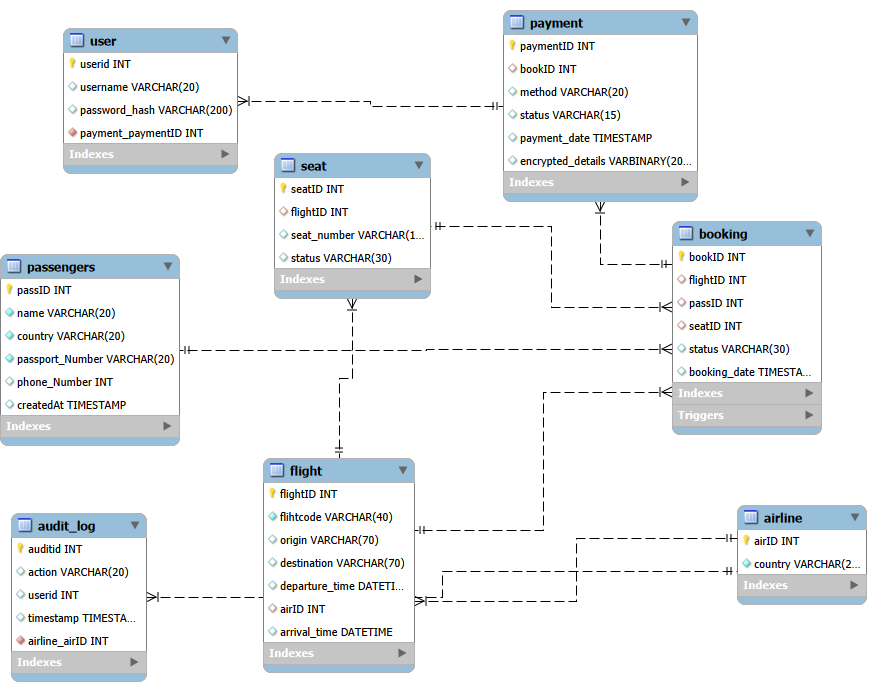 user
userid INT
username VARCHAR(20)
password_hash VARCHAR(200)
payment_paymentID INT
Indexes
payment
paymentID INT
bookID INT
method VARCHAR(20)
status VARCHAR(15)
payment_date TIMESTAMP
encrypted_details VARBINARY(20...
Indexes
seat
seatID INT
flightID INT
seat_number VARCHAR(1...
status VARCHAR(30)
Indexes
booking
bookID INT
flightID INT
passID INT
seatID INT
status VARCHAR(30)
booking_date TIMESTA...
Indexes
Triggers
passengers
passID INT
name VARCHAR(20)
country VARCHAR(20)
passport_Number VARCHAR(20)
phone_Number INT
createdAt TIMESTAMP
Indexes
flight
flightID INT
flihtcode VARCHAR(40)
origin VARCHAR(70)
destination VARCHAR(70)
departure_time DATETI...
airID INT
arrival_time DATETIME
Indexes
audit_log
auditid INT
action VARCHAR(20)
userid INT
timestamp TIMESTA...
airline_airID INT
Indexes
airline
airID INT
country VARCHAR(2...
Indexes